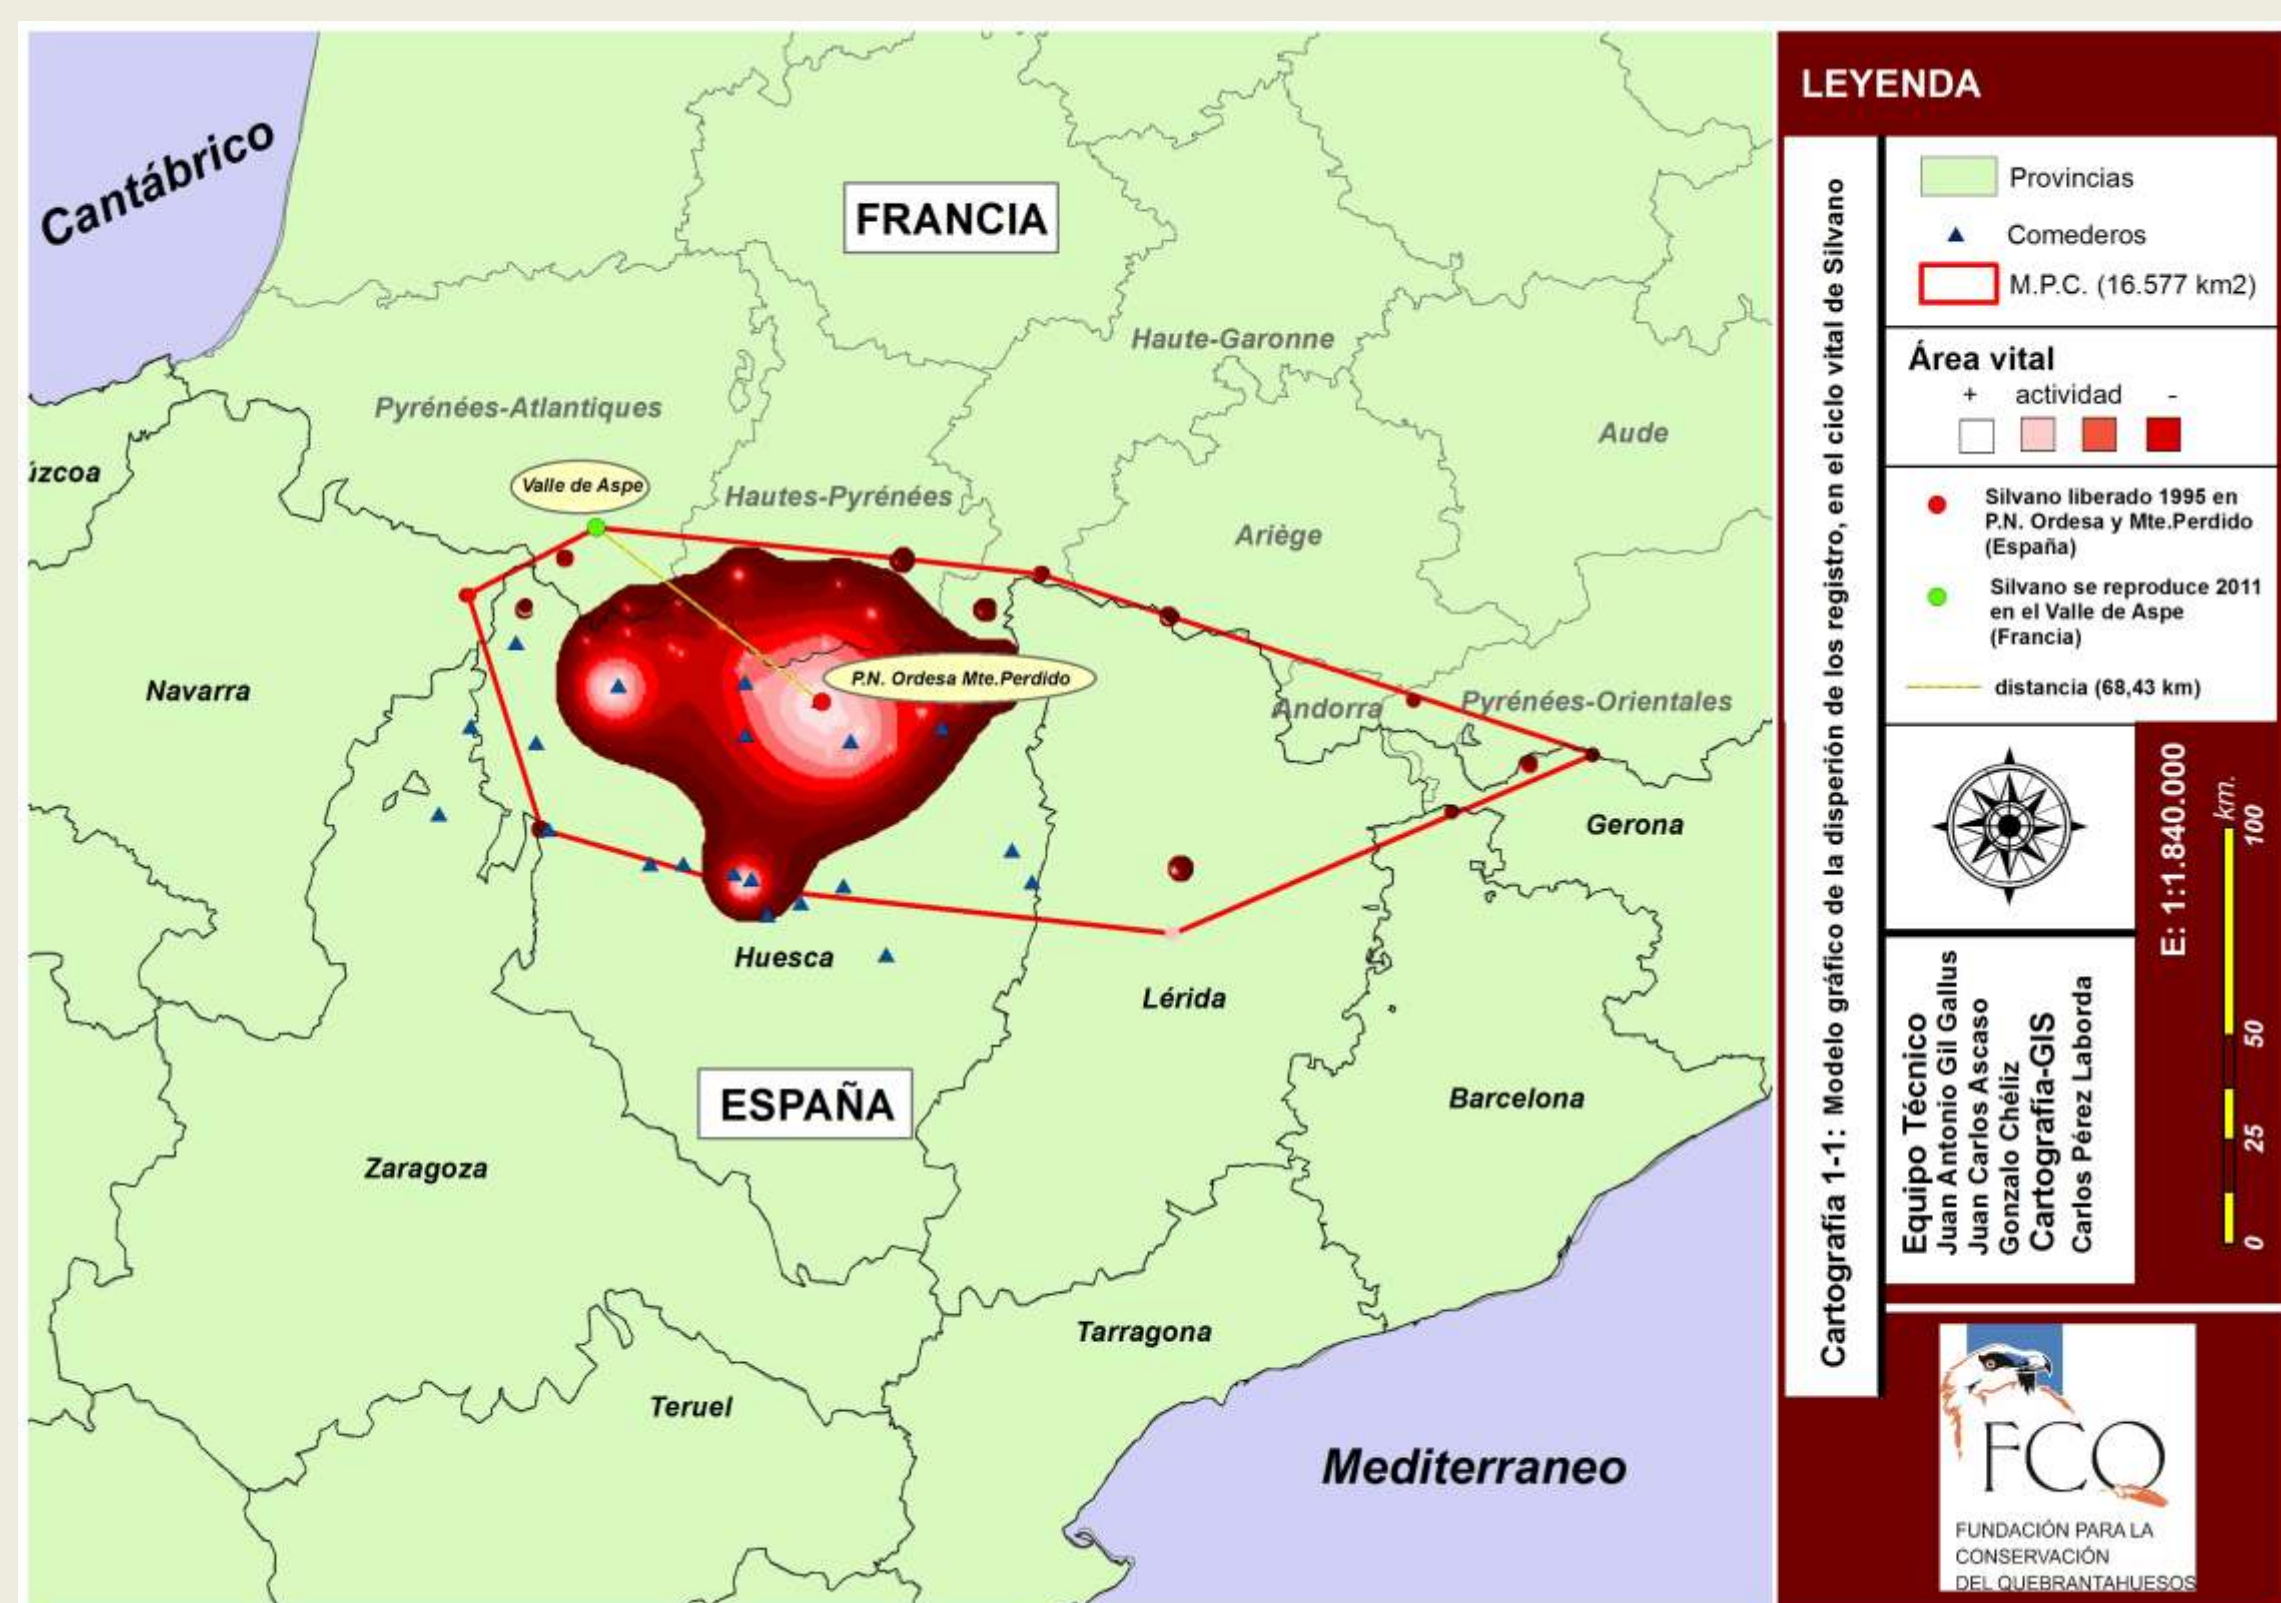 Cantábrico
FRANCIA
Haute-Garonne
Pyrénées-Atlantiques
Aude
úzcoa
Valle de Aspe
Hautes-Pyrénées
Ariège
P.N. Ordesa Mte.Perdido
Navarra
Andorra
Pyrénées-Orientales
Gerona
Huesca
Lérida
ESPAÑA
Barcelona
Zaragoza
Tarragona
Teruel
Mediterraneo
LEYENDA
Cartografía 1-1: Modelo gráfico de la disperión de los registro, en el ciclo vital de Silvano
Provincias
Comederos
M.P.C. (16.577 km2)
Área vital
+ actividad -
Silvano liberado 1995 en
P.N. Ordesa y Mte.Perdido
(España)
Silvano se reproduce 2011
en el Valle de Aspe
(Francia)
distancia (68,43 km)
Equipo Técnico
Juan Antonio Gil Gallus
Juan Carlos Ascaso
Gonzalo Chéliz
Cartografía-GIS
Carlos Pérez Laborda
E: 1:1.840.000
0 25 50 100
km.
FCQ
FUNDACIÓN PARA LA
CONSERVACIÓN
DEL QUEBRANTAHUESOS